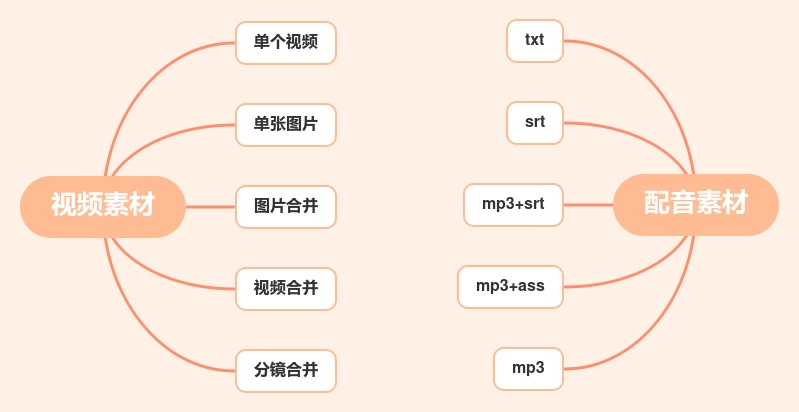 视频素材
单个视频
单张图片
图片合并
视频合并
分镜合并
配音素材
txt
srt
mp3+srt
mp3+ass
mp3